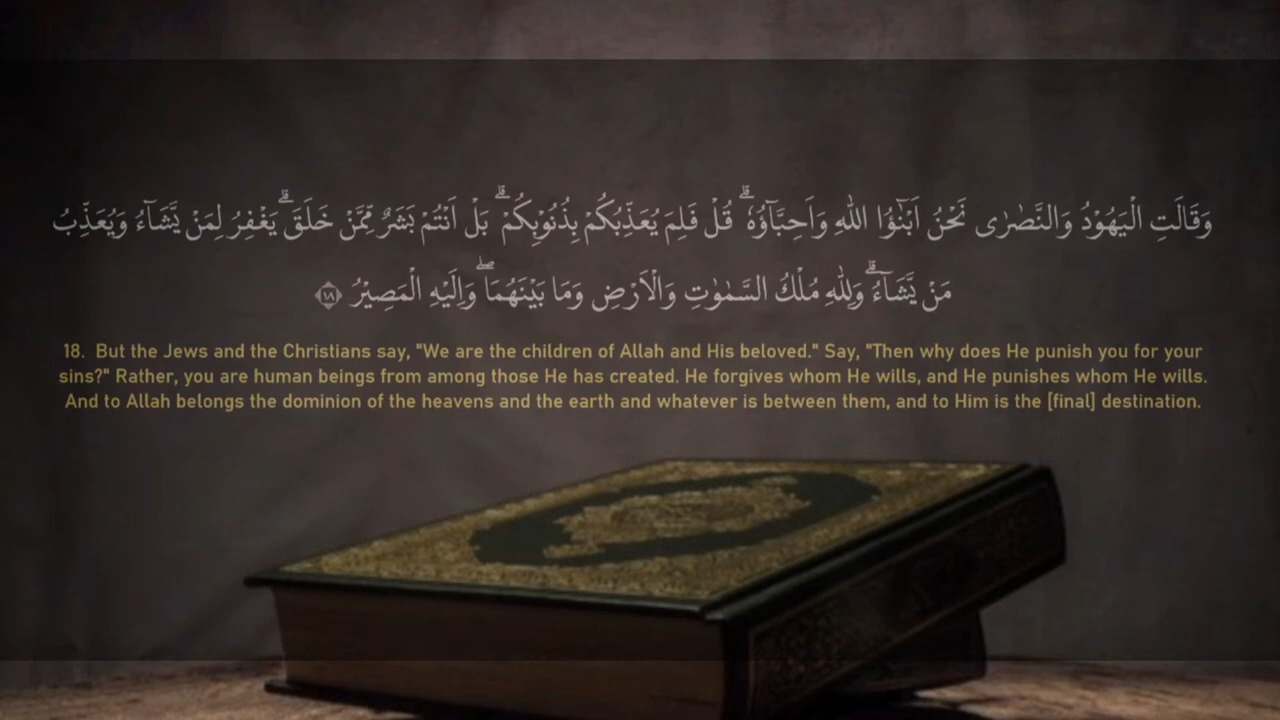 وَقَالَتِ الْيَهُوْدُ وَالنَّصٰرٰى نَحْنُ اَبْنٰٓؤُا اللّٰهِ وَاَحِبَّاۤؤُهٗ ۗ قُلْ فَلِمَ يُعَذِّبُكُمْ بِذُنُوْبِكُمْ ۗ بَلْ اَنْتُمْ بَشَرٌ مِّمَّنْ خَلَقَۗ يَغْفِرُ لِمَنْ يَّشَاۤءُ وَيُعَذِّبُ
مَنْ يَّشَاۤءُۗ وَلِلّٰهِ مُلْكُ السَّمٰوٰتِ وَالْاَرْضِ وَمَا بَيْنَهُمَا ۖ وَاِلَيْهِ الْمَصِيْرُ ١٨
18. But the Jews and the Christians say, "We are the children of Allah and His beloved." Say, "Then why does He punish you for your
sins?" Rather, you are human beings from among those He has created. He forgives whom He wills, and He punishes whom He wills.
And to Allah belongs the dominion of the heavens and the earth and whatever is between them, and to Him is the [final] destination.